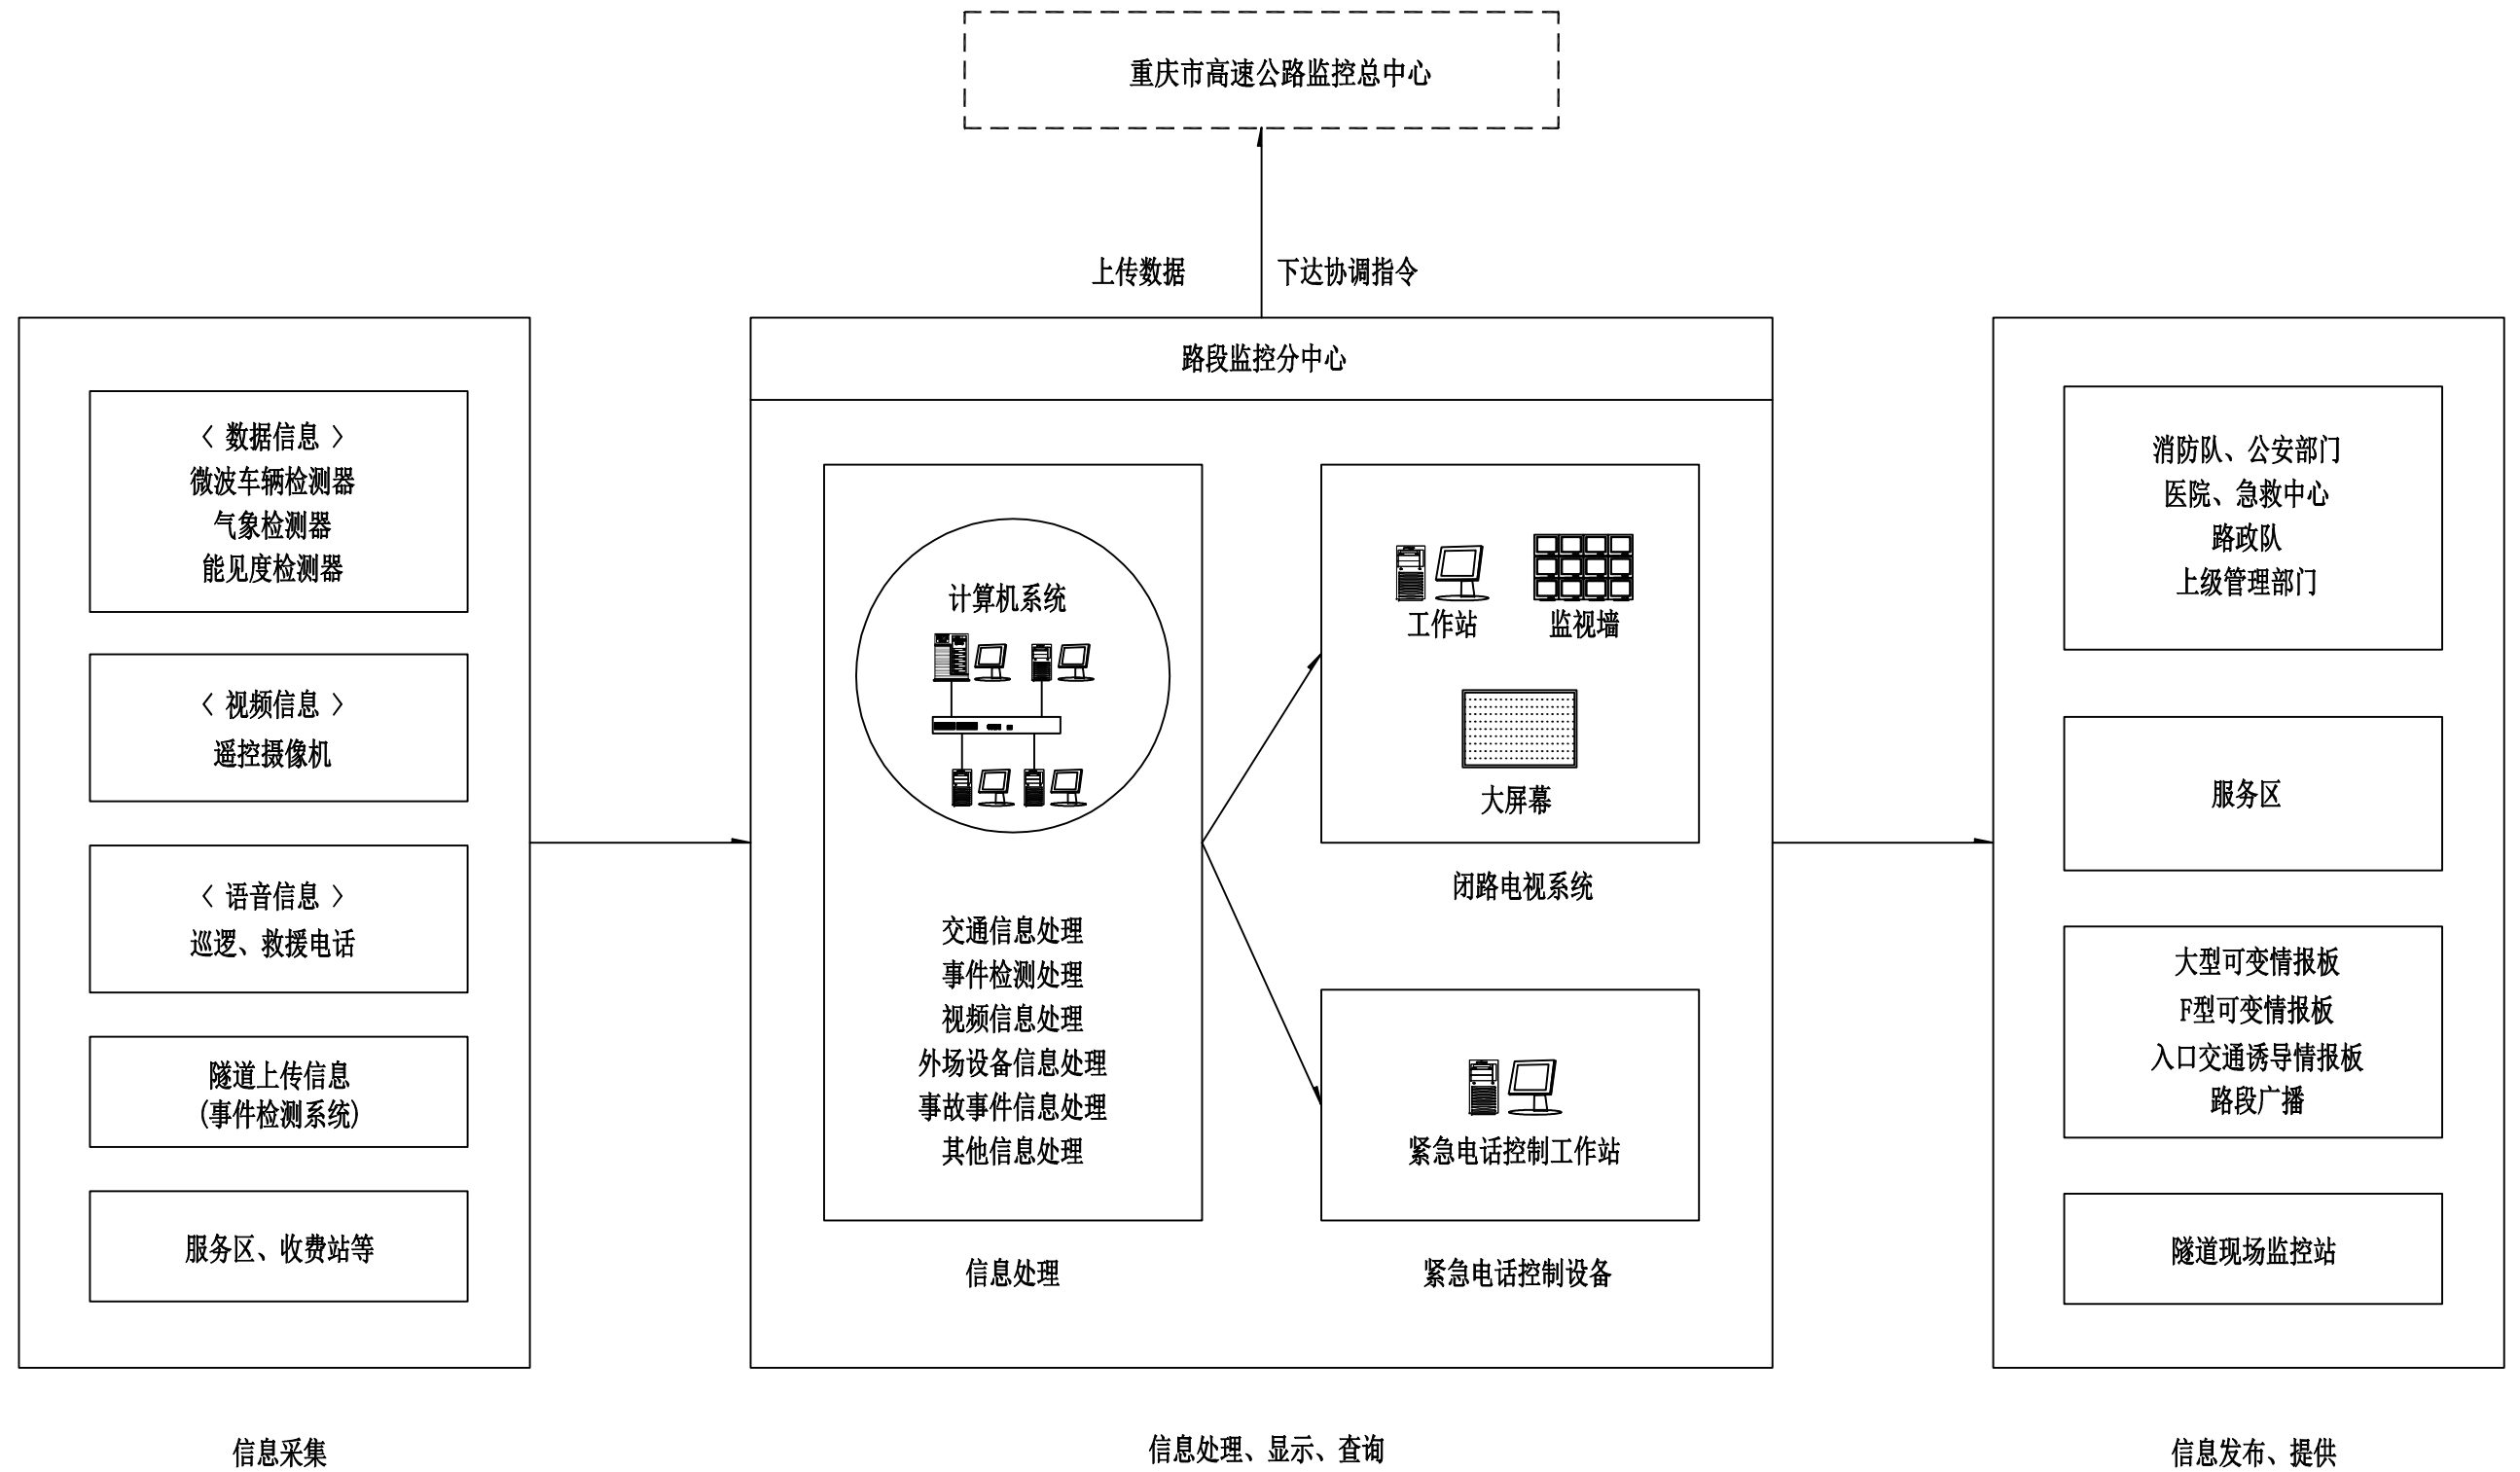 重庆市高速公路监控总中心
上传数据
下达协调指令
〈 数据信息 〉
微波车辆检测器
气象检测器
能见度检测器
〈 视频信息 〉
遥控摄像机
〈 语音信息 〉
巡逻、救援电话
隧道上传信息
(事件检测系统)
服务区、收费站等
信息采集
路段监控分中心
计算机系统
交通信息处理
事件检测处理
视频信息处理
外场设备信息处理
事故事件信息处理
其他信息处理
信息处理
工作站
监视墙
大屏幕
闭路电视系统
紧急电话控制工作站
紧急电话控制设备
信息处理、显示、查询
消防队、公安部门
医院、急救中心
路政队
上级管理部门
服务区
大型可变情报板
F型可变情报板
入口交通诱导情报板
路段广播
隧道现场监控站
信息发布、提供